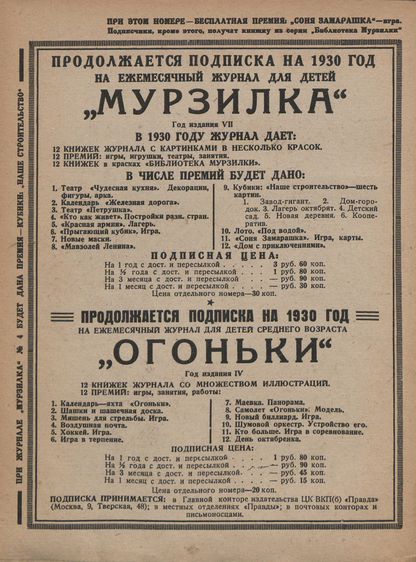 ПРИ ЭТОМ НОМЕРЕ—БЕСПЛАТНАЯ ПРЕМИЯ: „СОНЯ ЗАМАРАШКА“—игра.
Подписчики, кроме этого, получат книжку из серии „Библиотека Мурзилки“
ПРИ ЖУРНАЛЕ „МУРЗИЛКА“ № 4 БУДЕТ ДАНА ПРЕМИЯ—КУБИКИ: „НАШЕ СТРОИТЕЛЬСТВО“
ПРОДОЛЖАЕТСЯ ПОДПИСКА НА 1930 ГОД
НА ЕЖЕМЕСЯЧНЫЙ ЖУРНАЛ ДЛЯ ДЕТЕЙ
„МУРЗИЛКА“
Год издания VII
В 1930 ГОДУ ЖУРНАЛ ДАЕТ:
12 КНИЖЕК ЖУРНАЛА С КАРТИНКАМИ В НЕСКОЛЬКО КРАСОК.
12 ПРЕМИЙ: игры, игрушки, театры, занятия.
12 КНИЖЕК в красках «БИБЛИОТЕКА МУРЗИЛКИ».
В ЧИСЛЕ ПРЕМИЙ БУДЕТ ДАНО:
1. Театр «Чудесная кухня». Декорации, фигуры, арка.
2. Календарь «Железная дорога».
3. Театр «Петрушка».
4. «Кто как живет». Постройки разн. стран.
5. «Красная армия». Лагерь.
6. «Прыгающий кубик». Игра.
7. Новые маски.
8. «Мавзолей Ленина».
9. Кубики: «Наше строительство»—шесть картин.
1. Завод-гигант. 2. Дом-городок. 3. Лагерь октябрят. 4. Детский сад. 5. Новая деревня. 6. Кооператив.
10. Лото. «Под водой».
11. «Соня Замарашка». Игра, карты.
12. «Дом с приключениями».
ПОДПИСНАЯ ЦЕНА:
На 1 год с дост. и пересылкой . . . . 3 руб. 60 коп.
На ½ года с дост. и пересылкой . . . . 1 руб. 80 коп.
На 3 месяца с дост. и пересылкой . . . — руб. 90 коп.
На 1 месяц с дост. и пересылкой . . . — руб. 30 коп.
Цена отдельного номера—30 коп.
ПРОДОЛЖАЕТСЯ ПОДПИСКА НА 1930 ГОД
НА ЕЖЕМЕСЯЧНЫЙ ЖУРНАЛ ДЛЯ ДЕТЕЙ СРЕДНЕГО ВОЗРАСТА
„ОГОНЬКИ“
Год издания IV
12 КНИЖЕК ЖУРНАЛА СО МНОЖЕСТВОМ ИЛЛЮСТРАЦИЙ.
12 ПРЕМИЙ: игры, занятия, работы:
1. Календарь—яхта «Огоньки».
2. Шашки и шашечная доска.
3. Мишень для стрельбы. Игра.
4. Воздушная почта.
5. Хоккей. Игра.
6. Игра в терпение.
7. Маевка. Панорама.
8. Самолет «Огоньки». Модель.
9. Новый биллиард. Игра.
10. Шумовой оркестр. Устройство его.
11. Кто больше. Игра и соревнование.
12. День октябренка.
ПОДПИСНАЯ ЦЕНА:
На 1 год с дост. и пересылкой . . . . 1 руб. 80 коп.
На ½ года с дост. и пересылкой . . . — руб. 90 коп.
На 3 месяца с дост. и пересылкой . . . — руб. 45 коп.
На 1 месяц с дост. и пересылкой . . . — руб. 15 коп.
Цена отдельного номера—20 коп.
ПОДПИСКА ПРИНИМАЕТСЯ: в Главной конторе издательства ЦК ВКП(б) «Правда»
(Москва, 9, Тверская, 48); в местных отделениях «Правды»; в почтовых конторах и
письмоносцами.